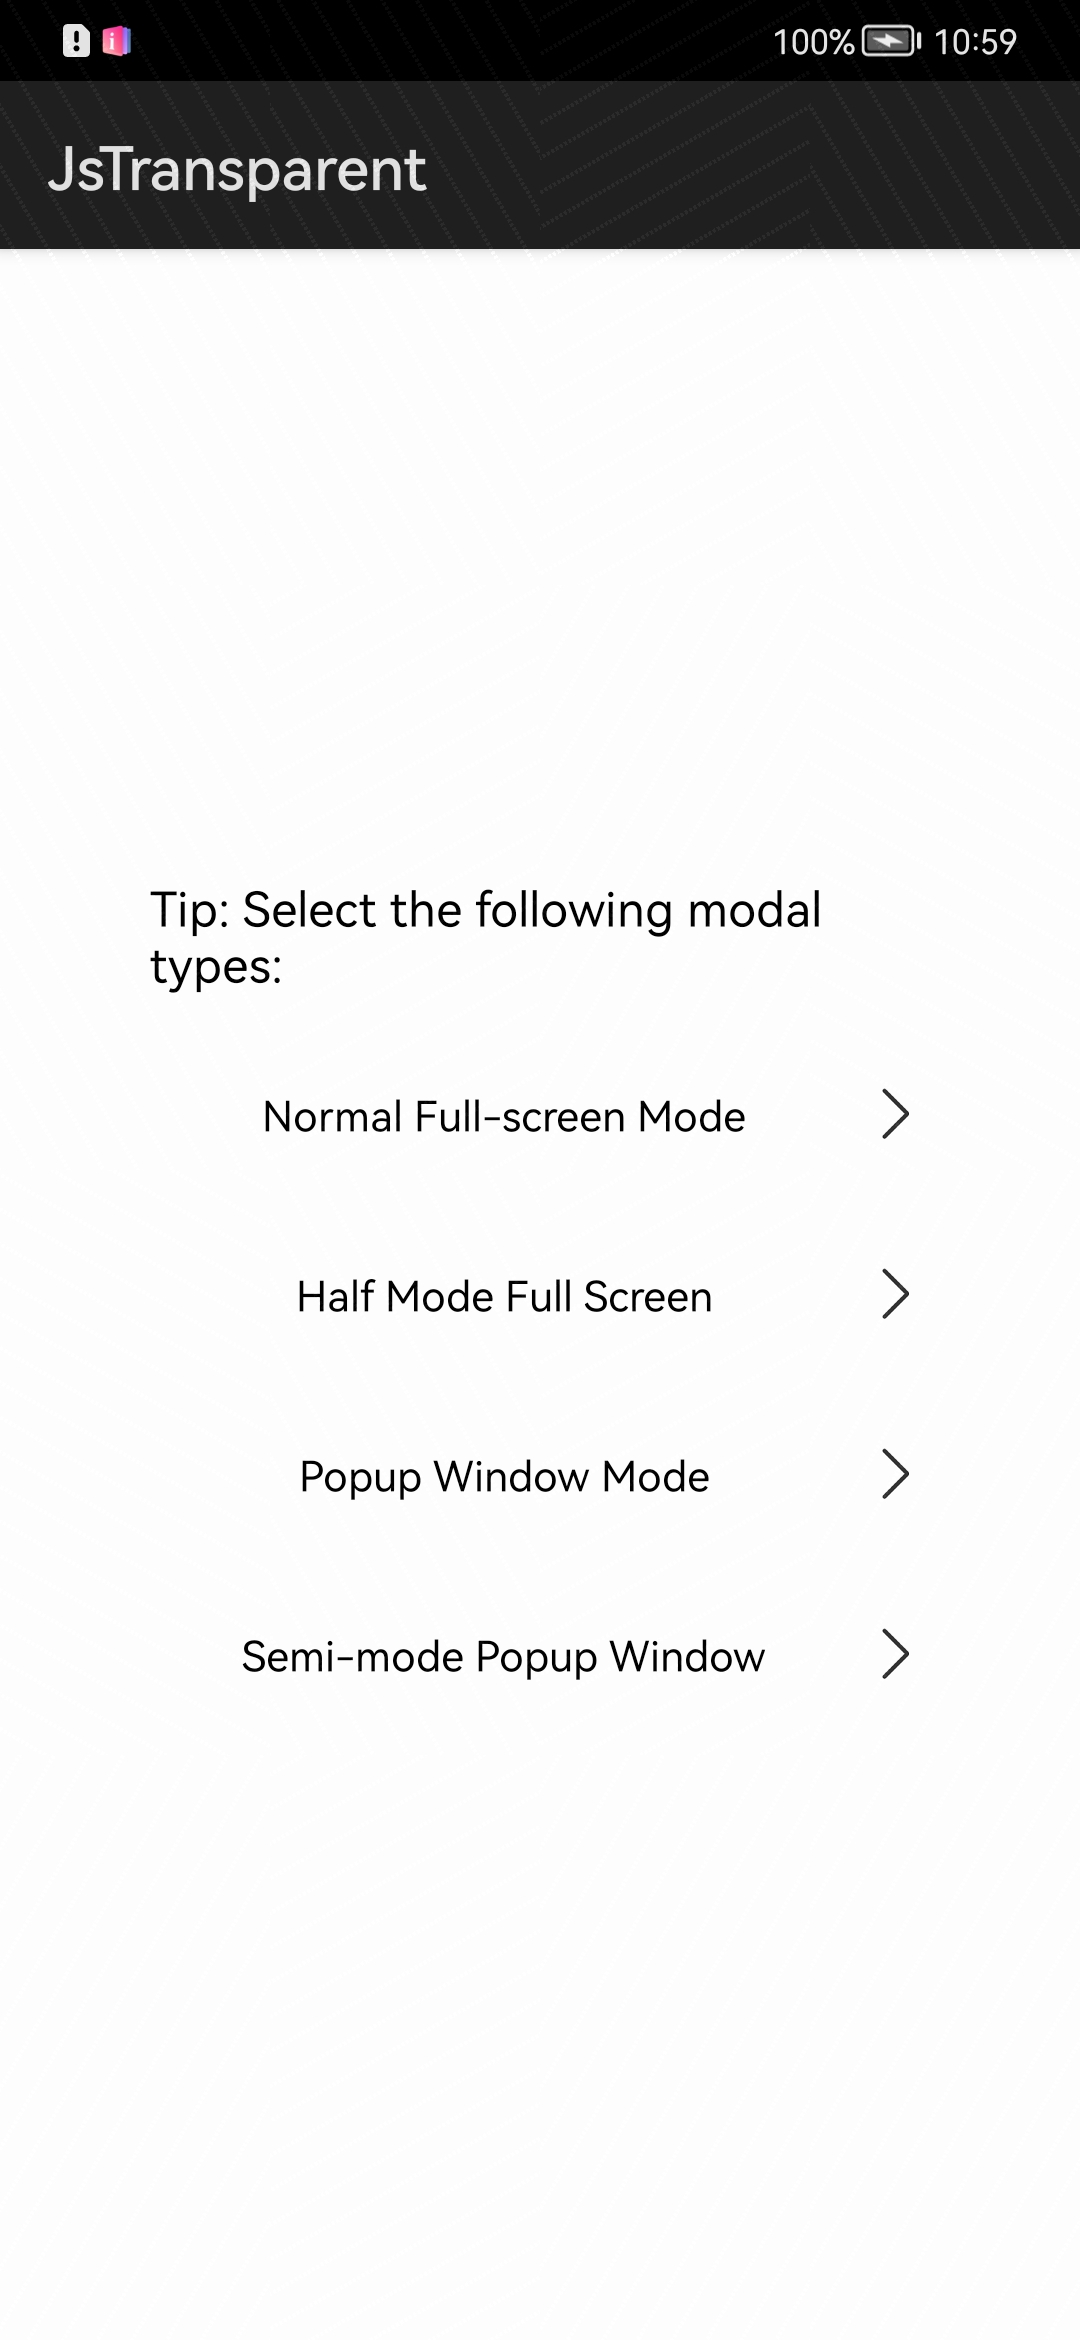 100% 10:59
JsTransparent
Tip: Select the following modal
types:
Normal Full-screen Mode
Half Mode Full Screen
Popup Window Mode
Semi-mode Popup Window